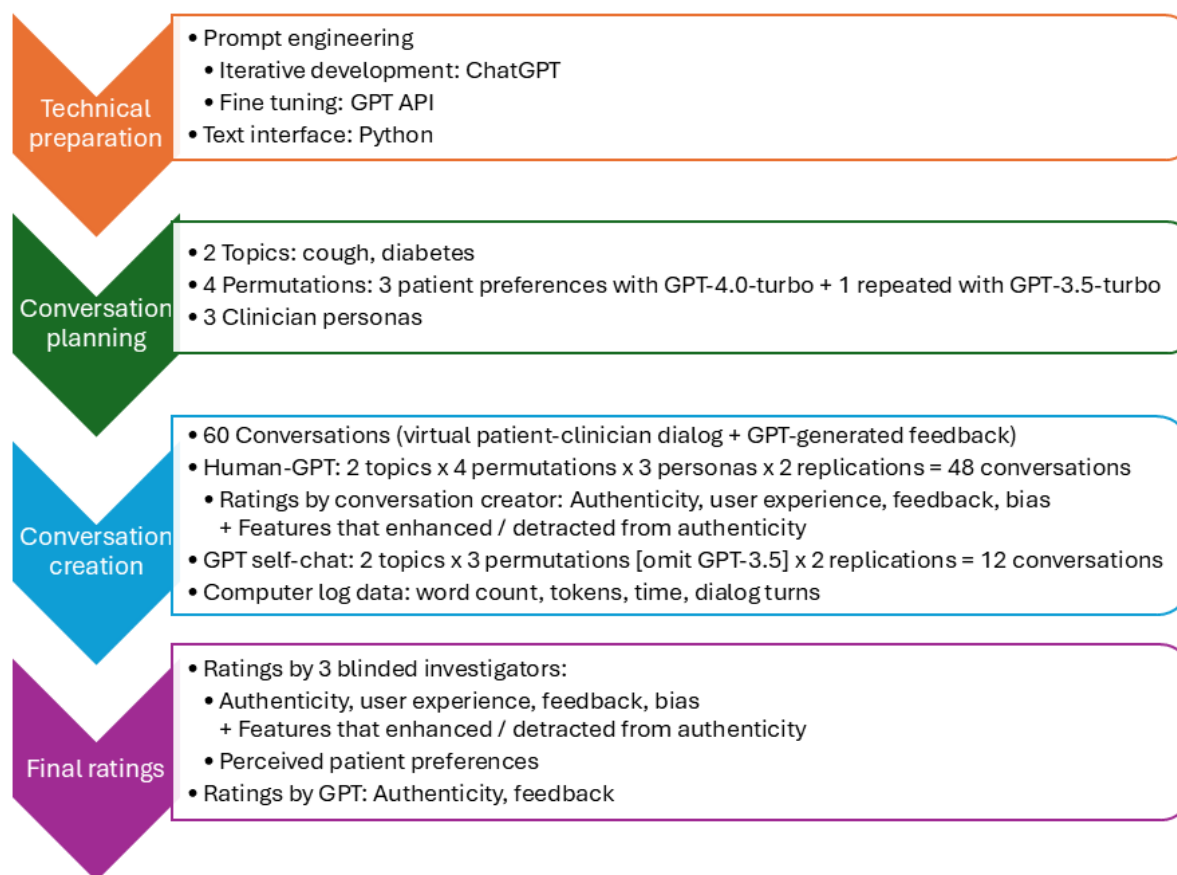 Technical
preparation
• Prompt engineering
• Iterative development: ChatGPT
• Fine tuning: GPT API
• Text interface: Python
Conversation
planning
• 2 Topics: cough, diabetes
• 4 Permutations: 3 patient preferences with GPT-4.0-turbo + 1 repeated with GPT-3.5-turbo
• 3 Clinician personas
Conversation
creation
• 60 Conversations (virtual patient-clinician dialog + GPT-generated feedback)
• Human-GPT: 2 topics x 4 permutations x 3 personas x 2 replications = 48 conversations
• Ratings by conversation creator: Authenticity, user experience, feedback, bias
+ Features that enhanced / detracted from authenticity
• GPT self-chat: 2 topics x 3 permutations [omit GPT-3.5] x 2 replications = 12 conversations
• Computer log data: word count, tokens, time, dialog turns
Final ratings
• Ratings by 3 blinded investigators:
• Authenticity, user experience, feedback, bias
+ Features that enhanced / detracted from authenticity
• Perceived patient preferences
• Ratings by GPT: Authenticity, feedback